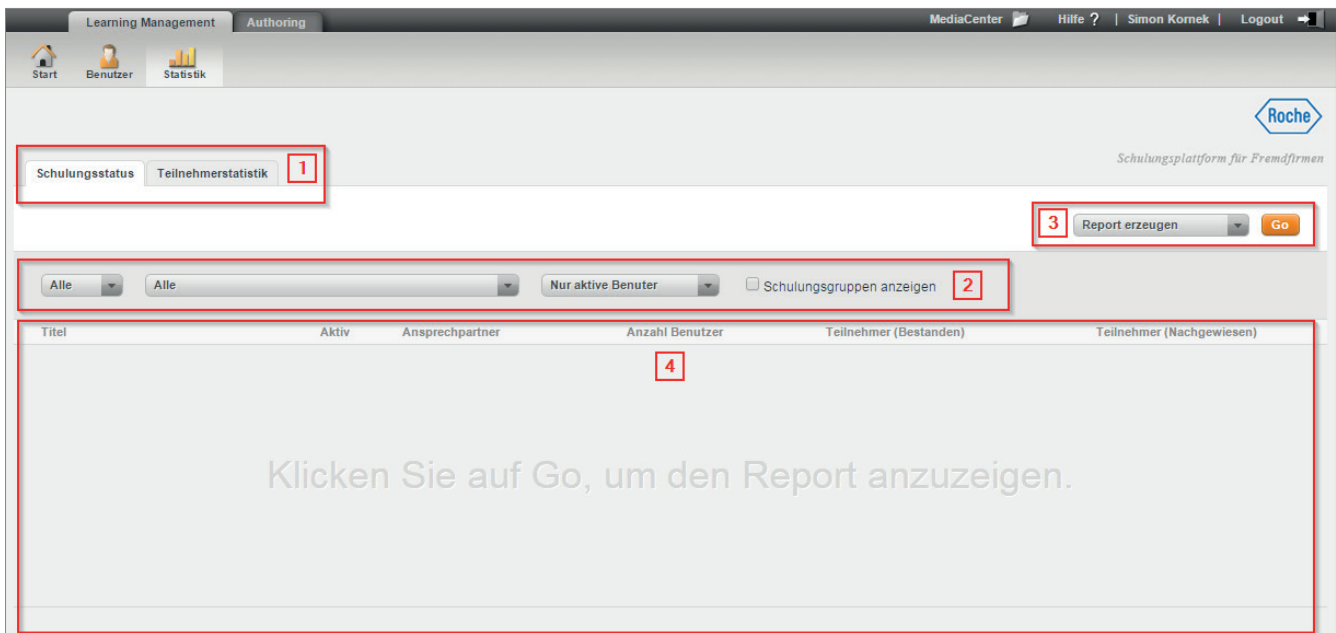 Learning Management Authoring MediaCenter Hilfe ? | Simon Kornek | Logout
Start Benutzer Statistik
Roche
Schulungsplattform für Fremdfirmen
Schulungsstatus Teilnehmerstatistik 1
3 Report erzeugen Go
Alle Alle Nur aktive Benuter Schulungsgruppen anzeigen 2
Titel Aktiv Ansprechpartner Anzahl Benutzer Teilnehmer (Bestanden) Teilnehmer (Nachgewiesen)
4
Klicken Sie auf Go, um den Report anzuzeigen.